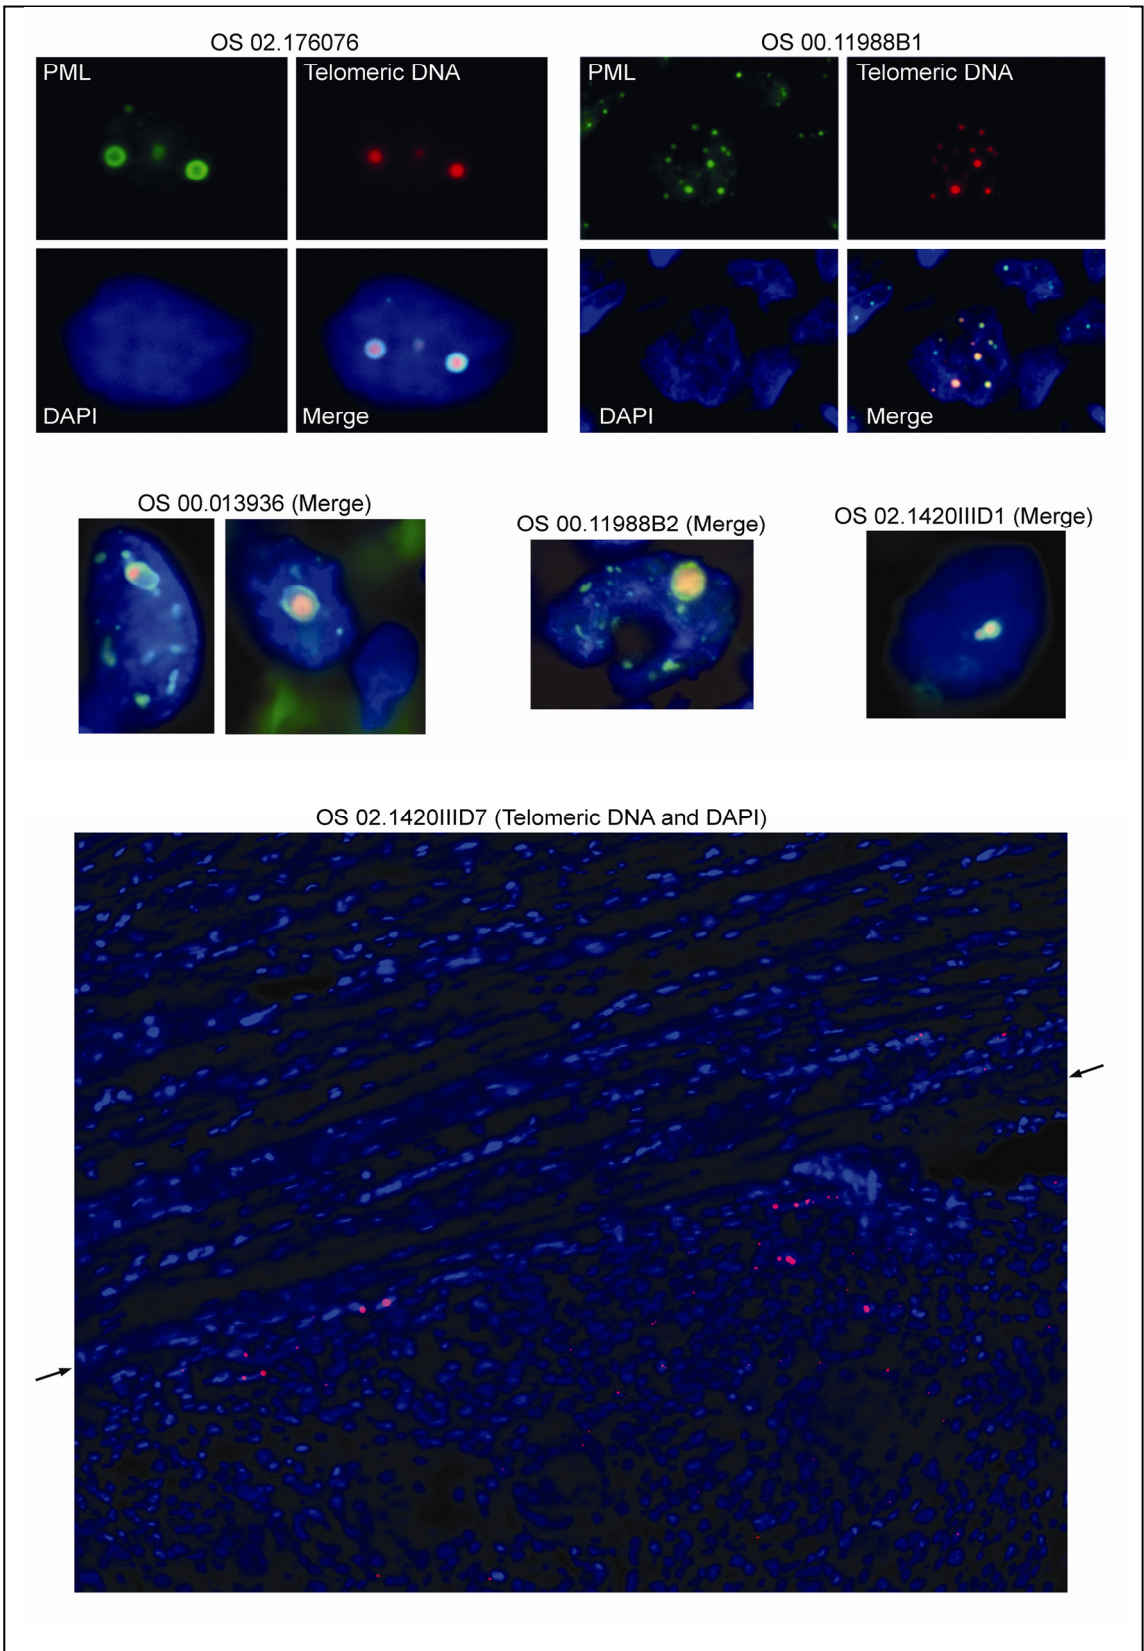 OS 02.176076
OS 00.11988B1
PML
Telomeric DNA
PML
Telomeric DNA
DAPI
Merge
DAPI
Merge
OS 00.013936 (Merge)
OS 00.11988B2 (Merge)
OS 02.1420IIID1 (Merge)
OS 02.1420IIID7 (Telomeric DNA and DAPI)